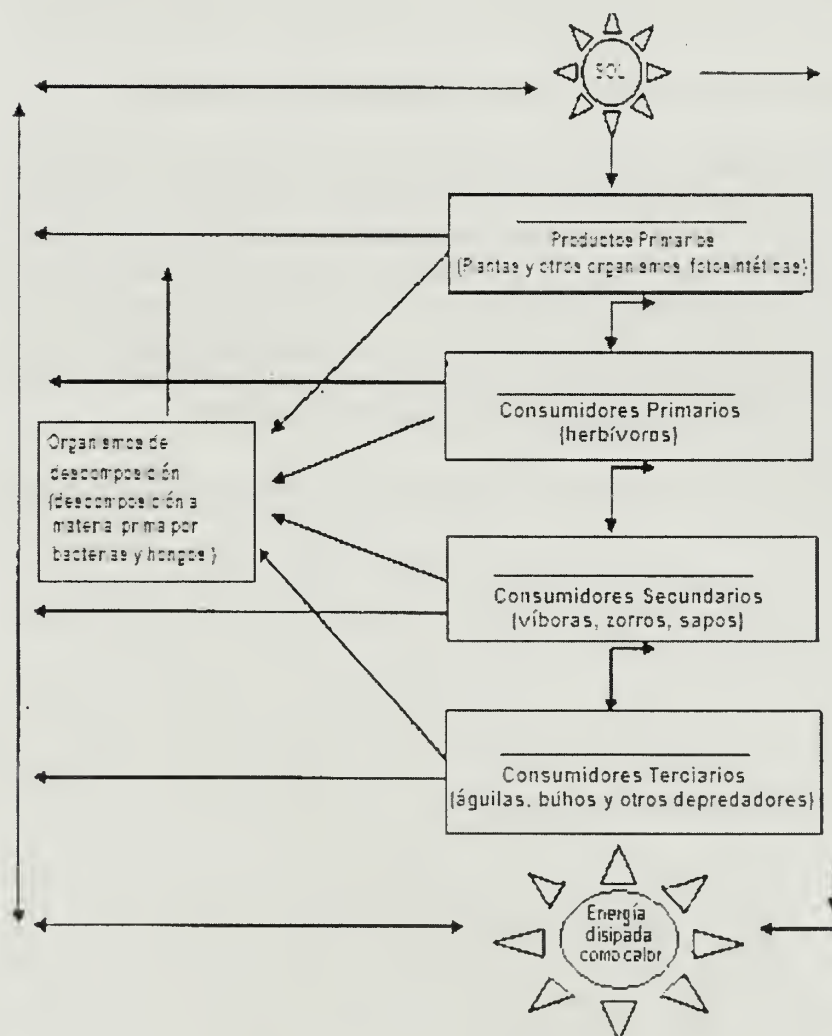 SOL
Productos Primarios
(Plantas y otros organismos fotosintéticas)
Consumidores Primarios
(herbívoros)
Organismos de
descomposición
(descomposición a
materia prima por
bacterias y hongos)
Consumidores Secundarios
(víboras, zorros, sapos)
Consumidores Terciarios
(águilas, búhos y otros depredadores)
Energía
disipada
como calor